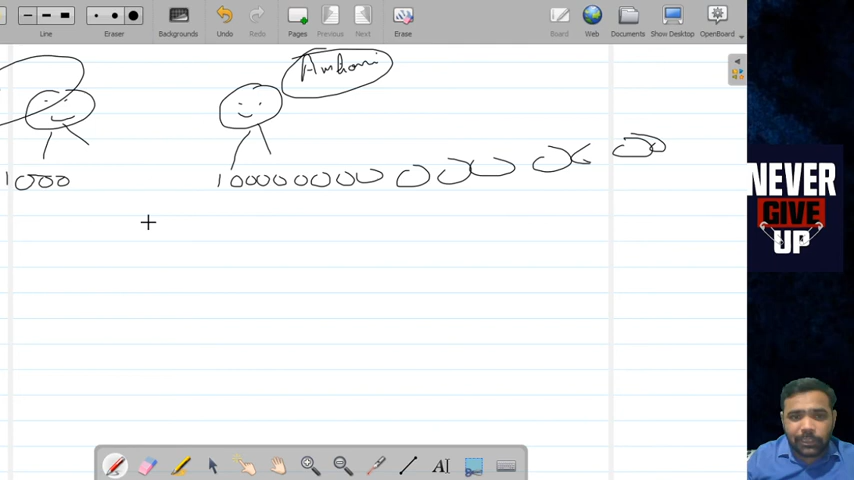 Line
Eraser
Backgrounds
Undo
Redo
Pages
Previous
Next
Erase
Board
Web
Documents
Show Desktop
OpenBoard
Ambani
1000
NEVER
GIVE
UP